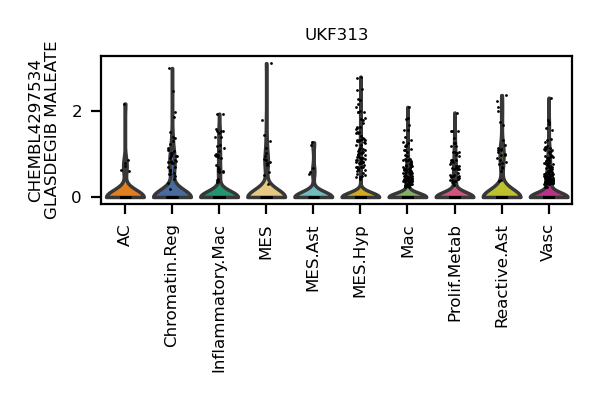 UKF313
CHEMBL4297534
GLASDEGIB MALEATE
2
0
AC
Chromatin.Reg
Inflammatory.Mac
MES
MES.Ast
MES.Hyp
Mac
Prolif.Metab
Reactive.Ast
Vasc